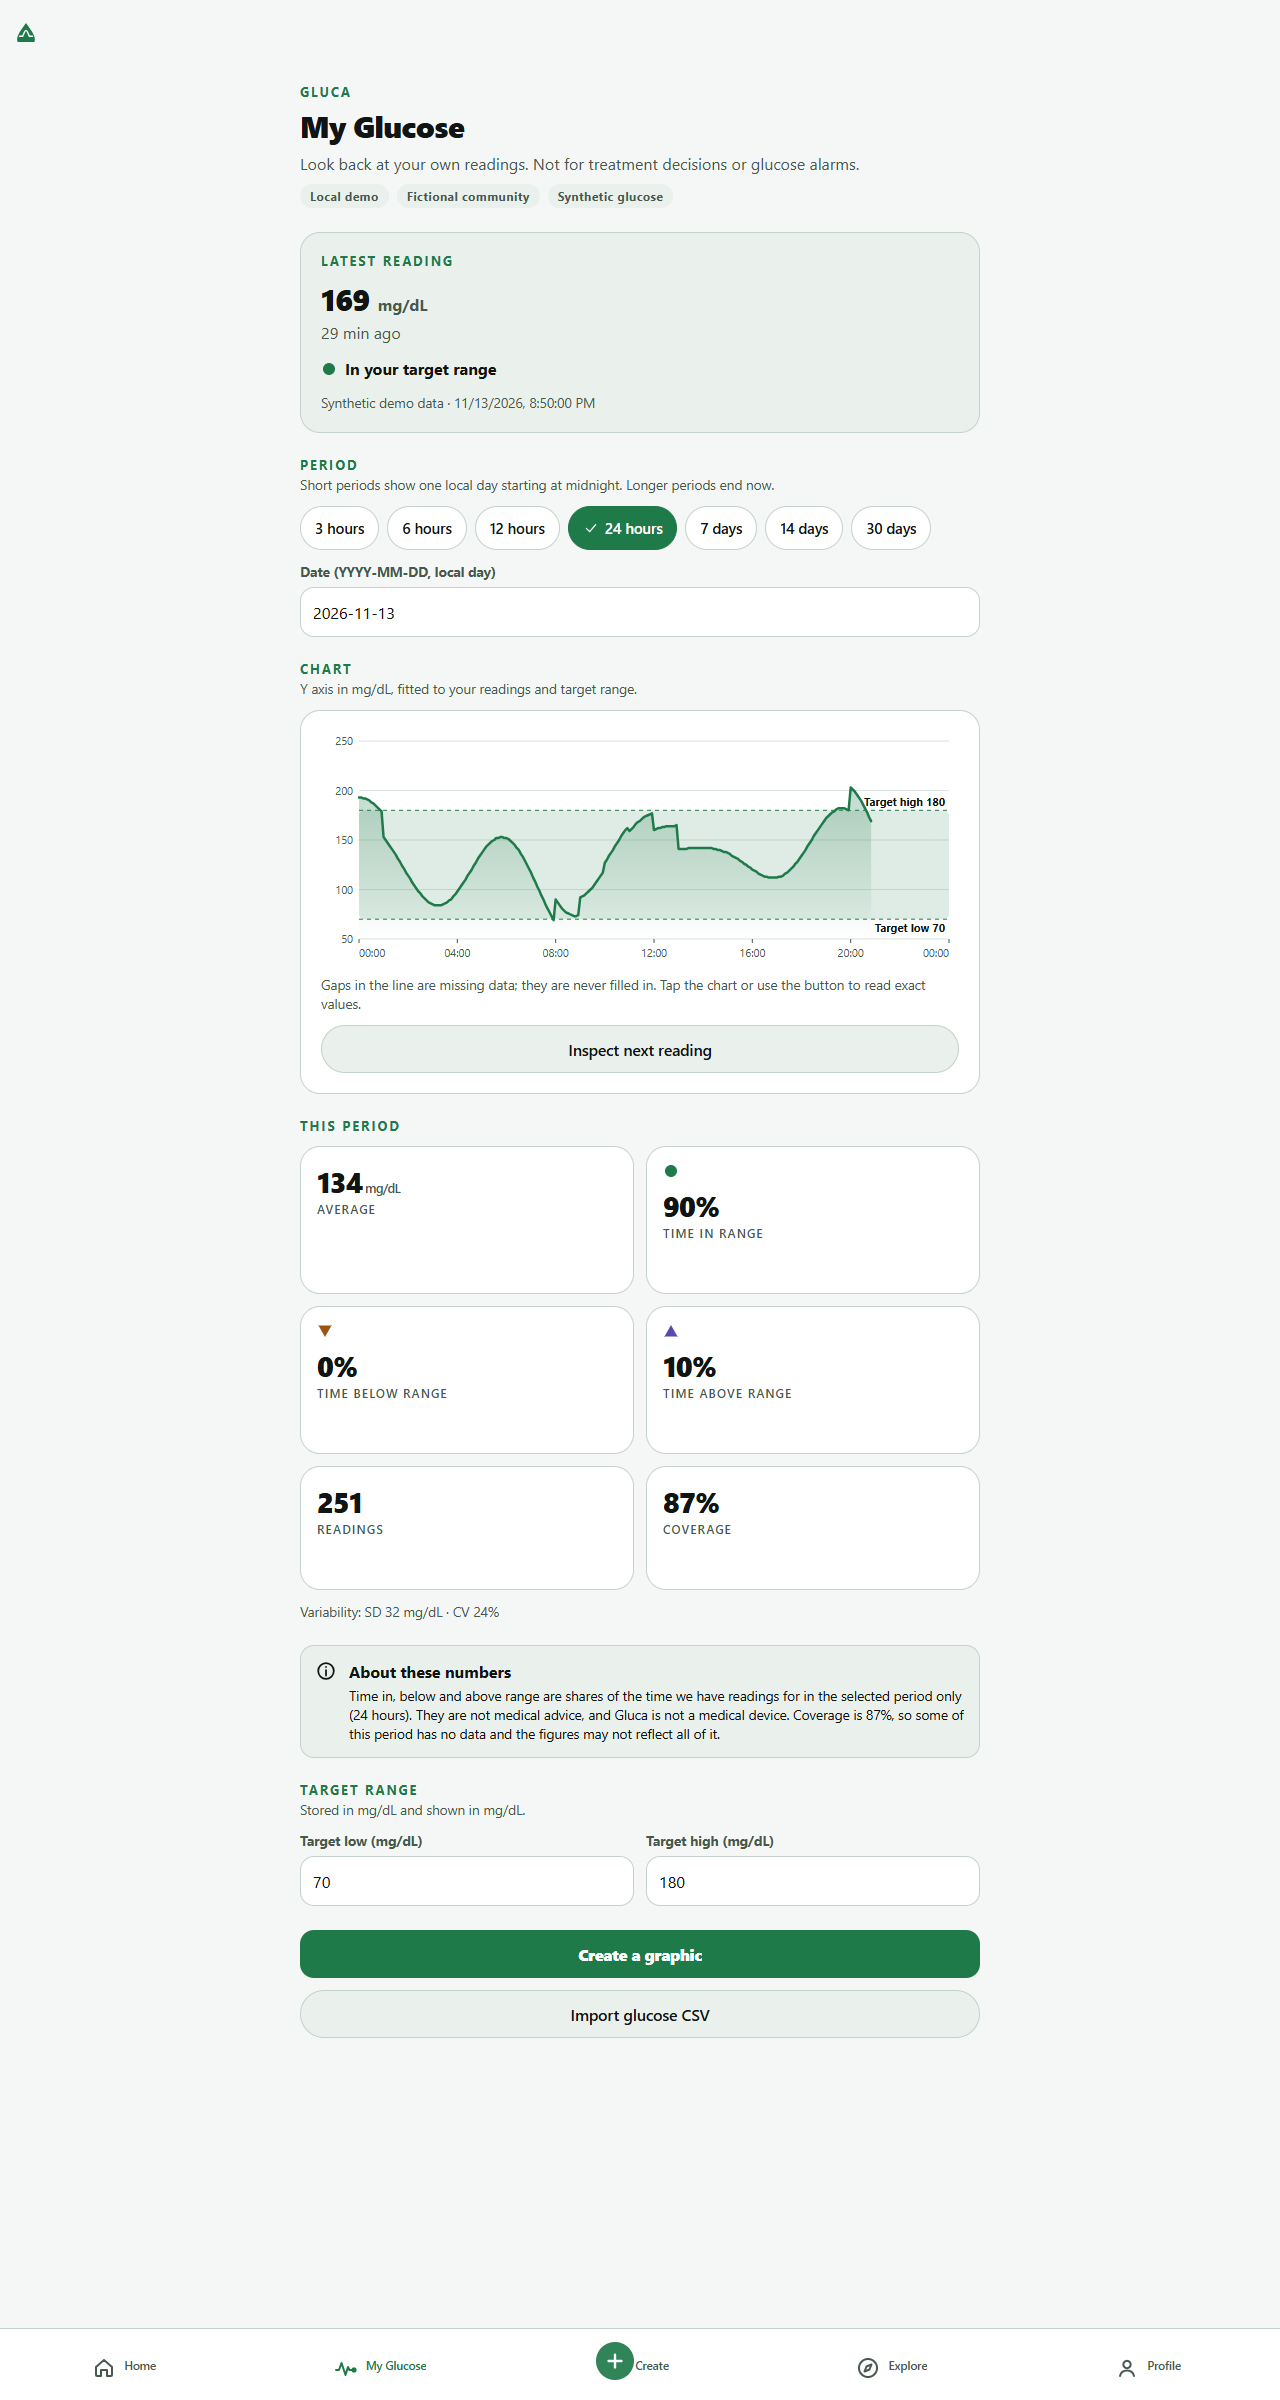 GLUCA
My Glucose
Look back at your own readings. Not for treatment decisions or glucose alarms.
Local demo
Fictional community
Synthetic glucose
LATEST READING
169 mg/dL
29 min ago
In your target range
Synthetic demo data · 11/13/2026, 8:50:00 PM
PERIOD
Short periods show one local day starting at midnight. Longer periods end now.
3 hours
6 hours
12 hours
24 hours
7 days
14 days
30 days
Date (YYYY-MM-DD, local day)
2026-11-13
CHART
Y axis in mg/dL, fitted to your readings and target range.
250
200
Target high 180
150
100
Target low 70
50
00:00
04:00
08:00
12:00
16:00
20:00
00:00
Gaps in the line are missing data; they are never filled in. Tap the chart or use the button to read exact
values.
Inspect next reading
THIS PERIOD
134 mg/dL
AVERAGE
90%
TIME IN RANGE
0%
TIME BELOW RANGE
10%
TIME ABOVE RANGE
251
READINGS
87%
COVERAGE
Variability: SD 32 mg/dL · CV 24%
About these numbers
Time in, below and above range are shares of the time we have readings for in the selected period only
(24 hours). They are not medical advice, and Gluca is not a medical device. Coverage is 87%, so some of
this period has no data and the figures may not reflect all of it.
TARGET RANGE
Stored in mg/dL and shown in mg/dL.
Target low (mg/dL)
Target high (mg/dL)
70
180
Create a graphic
Import glucose CSV
Home
My Glucose
Create
Explore
Profile